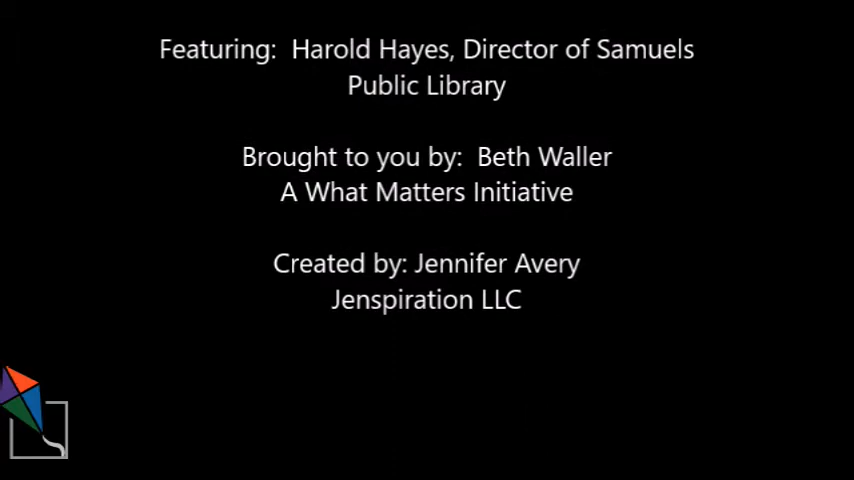 Featuring:  Harold Hayes, Director of Samuels
Public Library
Brought to you by:  Beth Waller
A What Matters Initiative
Created by: Jennifer Avery
Jenspiration LLC